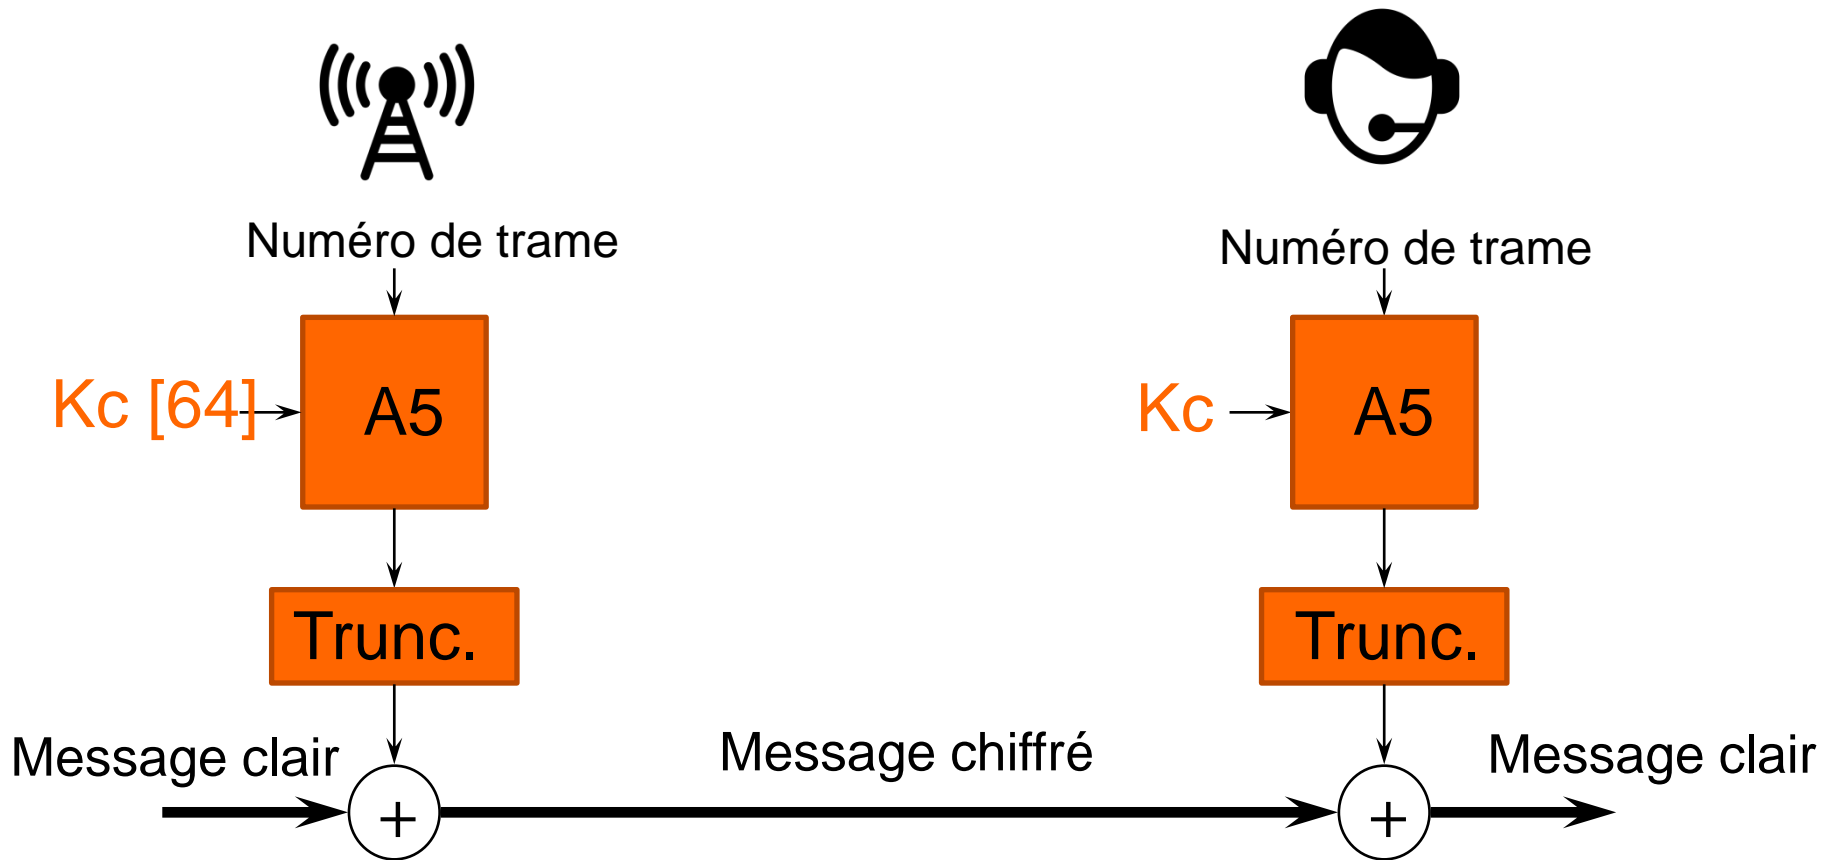 Numéro de trame
Numéro de trame
Kc [64]
A5
Kc
A5
Trunc.
Trunc.
Message clair
Message chiffré
Message clair
+
+